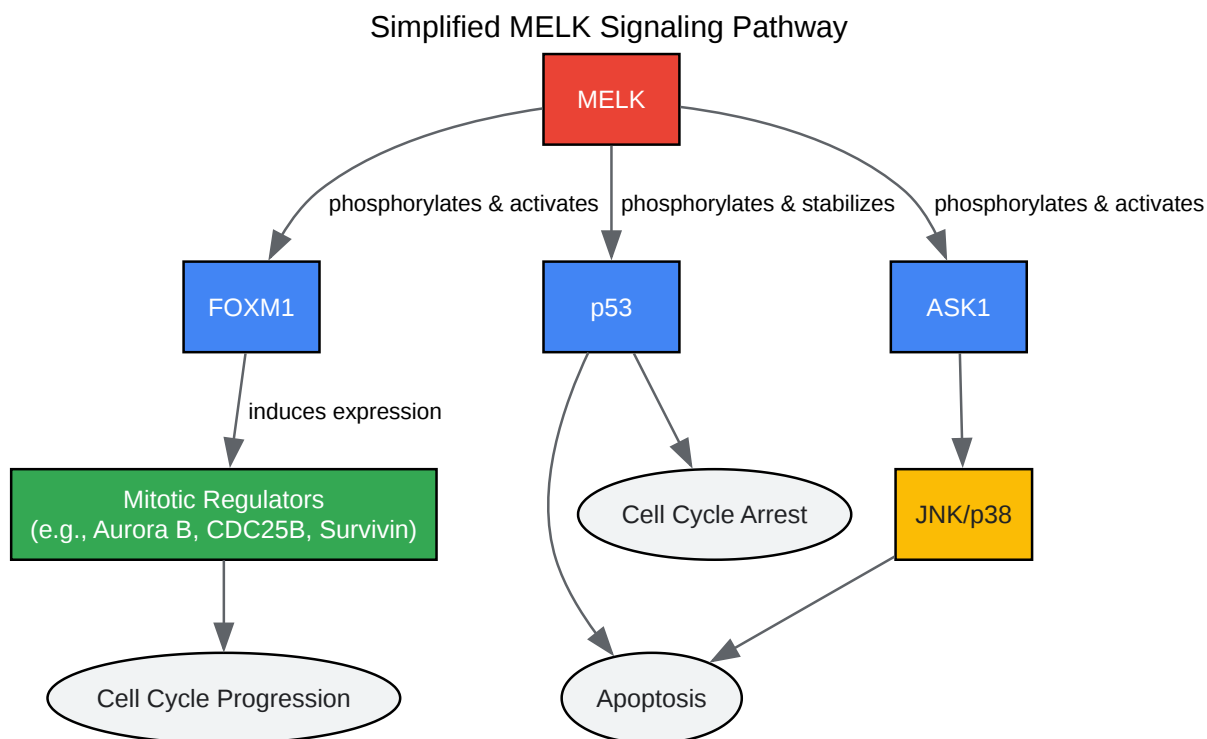 Simplified MELK Signaling Pathway
MELK
phosphorylates & activates
phosphorylates & stabilizes
phosphorylates & activates
FOXM1
p53
ASK1
induces expression
Mitotic Regulators
(e.g., Aurora B, CDC25B, Survivin)
Cell Cycle Arrest
JNK/p38
Cell Cycle Progression
Apoptosis